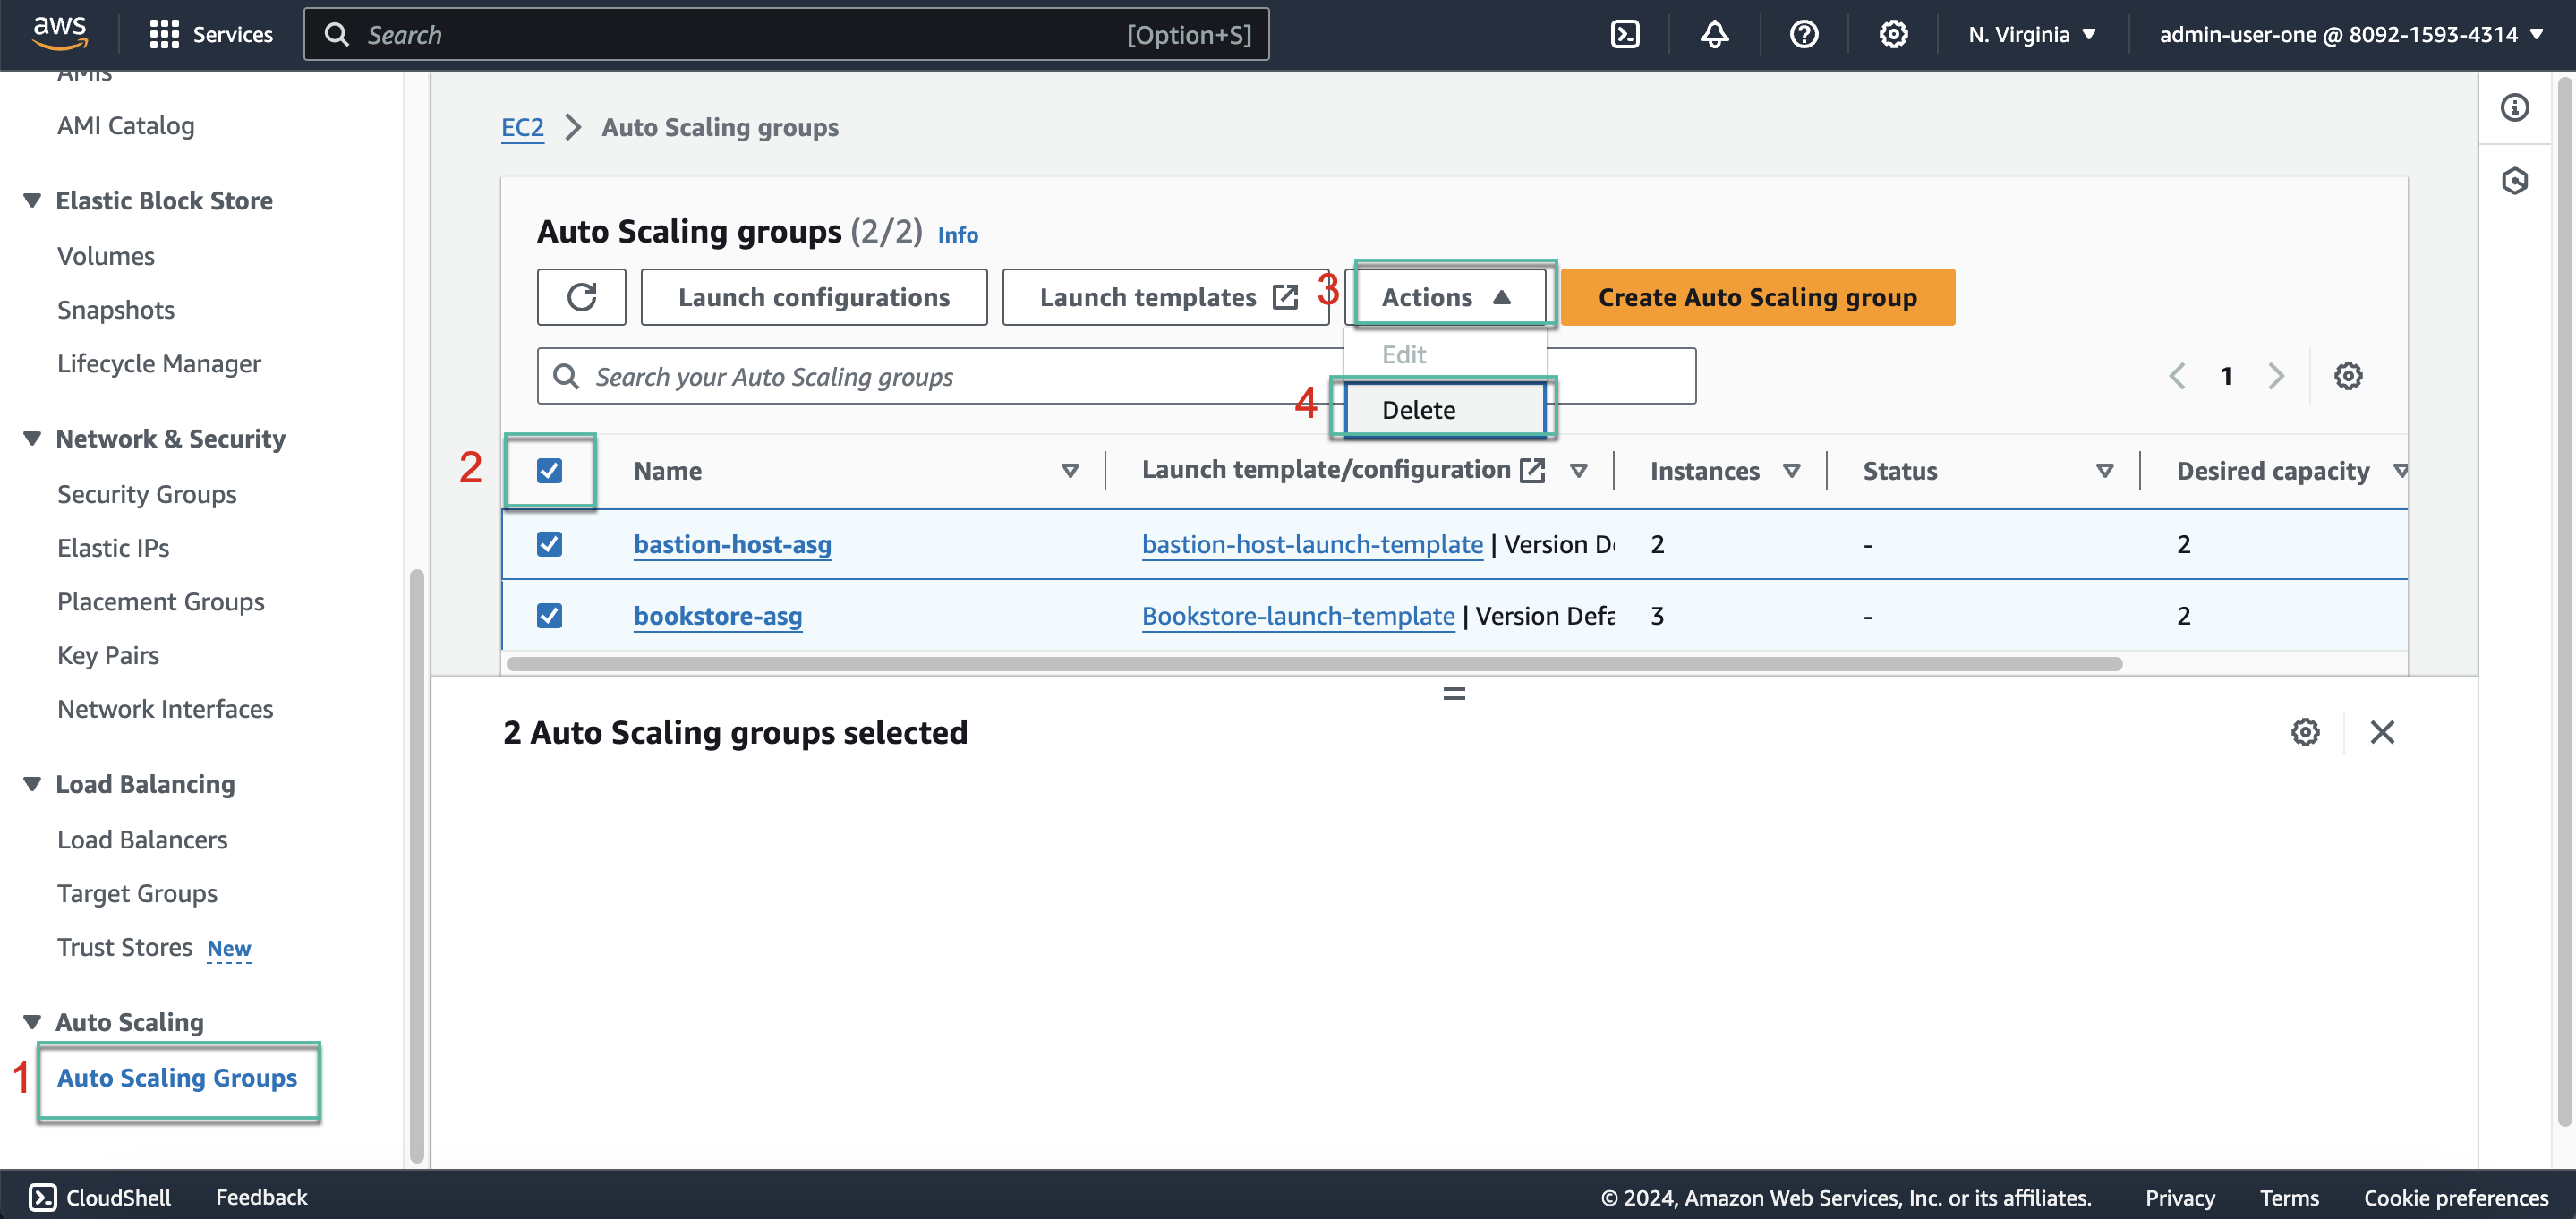 aws
Services
Search
[Option+S]
N. Virginia
admin-user-one @ 8092-1593-4314
AMIs
AMI Catalog
Elastic Block Store
Volumes
Snapshots
Lifecycle Manager
Network & Security
Security Groups
Elastic IPs
Placement Groups
Key Pairs
Network Interfaces
Load Balancing
Load Balancers
Target Groups
Trust Stores New
Auto Scaling
1 Auto Scaling Groups
EC2 > Auto Scaling groups
Auto Scaling groups (2/2) Info
Launch configurations
Launch templates
3 Actions
Create Auto Scaling group
Edit
4 Delete
Search your Auto Scaling groups
1
2 Name Launch template/configuration Instances Status Desired capacity
bastion-host-asg bastion-host-launch-template | Version D 2 - 2
bookstore-asg Bookstore-launch-template | Version Defa 3 - 2
2 Auto Scaling groups selected
CloudShell
Feedback
© 2024, Amazon Web Services, Inc. or its affiliates.
Privacy
Terms
Cookie preferences